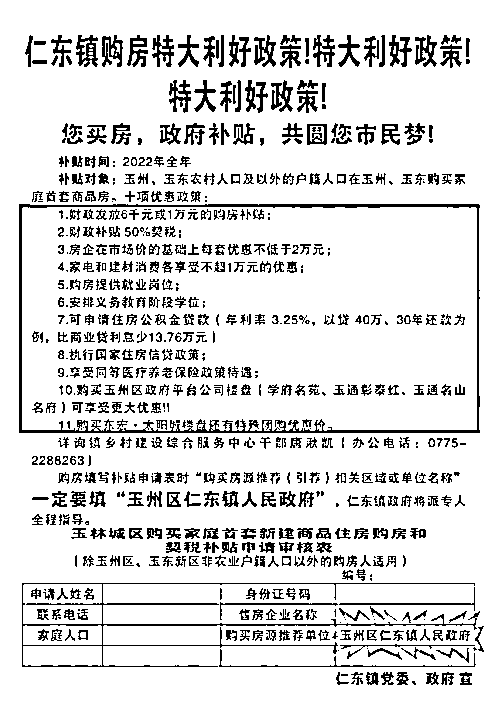 仁东镇购房特大利好政策!特大利好政策!
特大利好政策!
您买房，政府补贴，共圆您市民梦!
补贴时间：2022年全年
补贴对象：玉州、玉东农村人口及以外的户籍人口在玉州、玉东购买家
庭首套商品房。十项优惠政策：
1.财政发放6千元或1万元的购房补贴；
2.财政补贴50%契税；
3.房企在市场价的基础上每套优惠不低于2万元；
4.家电和建材消费各享受不超1万元的优惠；
5.购房提供就业岗位；
6.安排义务教育阶段学位；
7.可申请住房公积金贷款（年利率 3.25%，以贷 40万、30年还款为
例，比商业贷利息少13.76万元）
8.执行国家住房信贷政策；
9.享受同等医疗养老保险政策待遇；
10.购买玉州区政府平台公司楼盘（学府名苑、玉通彰泰红、玉通名山
名府）可享受更大优惠!!
11.购买东宏·太阳城楼盘还有特殊团购优惠价。
详询镇乡村建设综合服务中心干部庞湫凯（办公电话：0775-
2288263）
购房填写补贴申请表时“购买房源推荐（引荐）相关区域或单位名称”
一定要填“玉州区仁东镇人民政府”，仁东镇政府将派专人
全程指导。
玉林城区购买家庭首套新建商品住房购房和
契税补贴申请审核表
（除玉州区、玉东新区非农业户籍人口以外的购房人适用）
编号：
申请人姓名 身份证号码
联系电话 售房企业名称
家庭人口 购买房源推荐单位 玉州区仁东镇人民政府
仁东镇党委、政府 宣